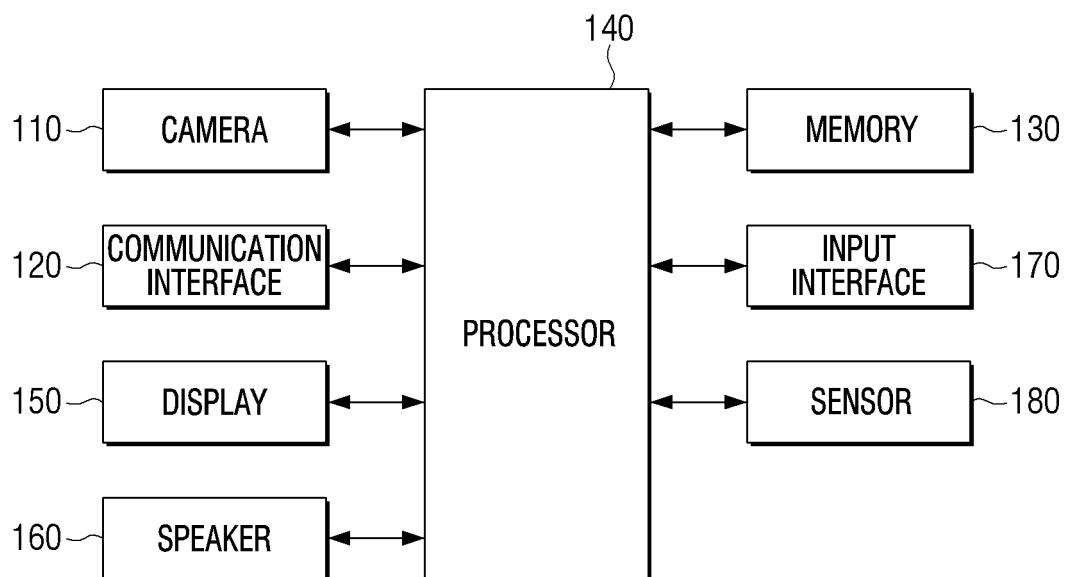 140
110
CAMERA
MEMORY
130
120
COMMUNICATION
INTERFACE
INPUT
INTERFACE
170
PROCESSOR
150
DISPLAY
SENSOR
180
160
SPEAKER